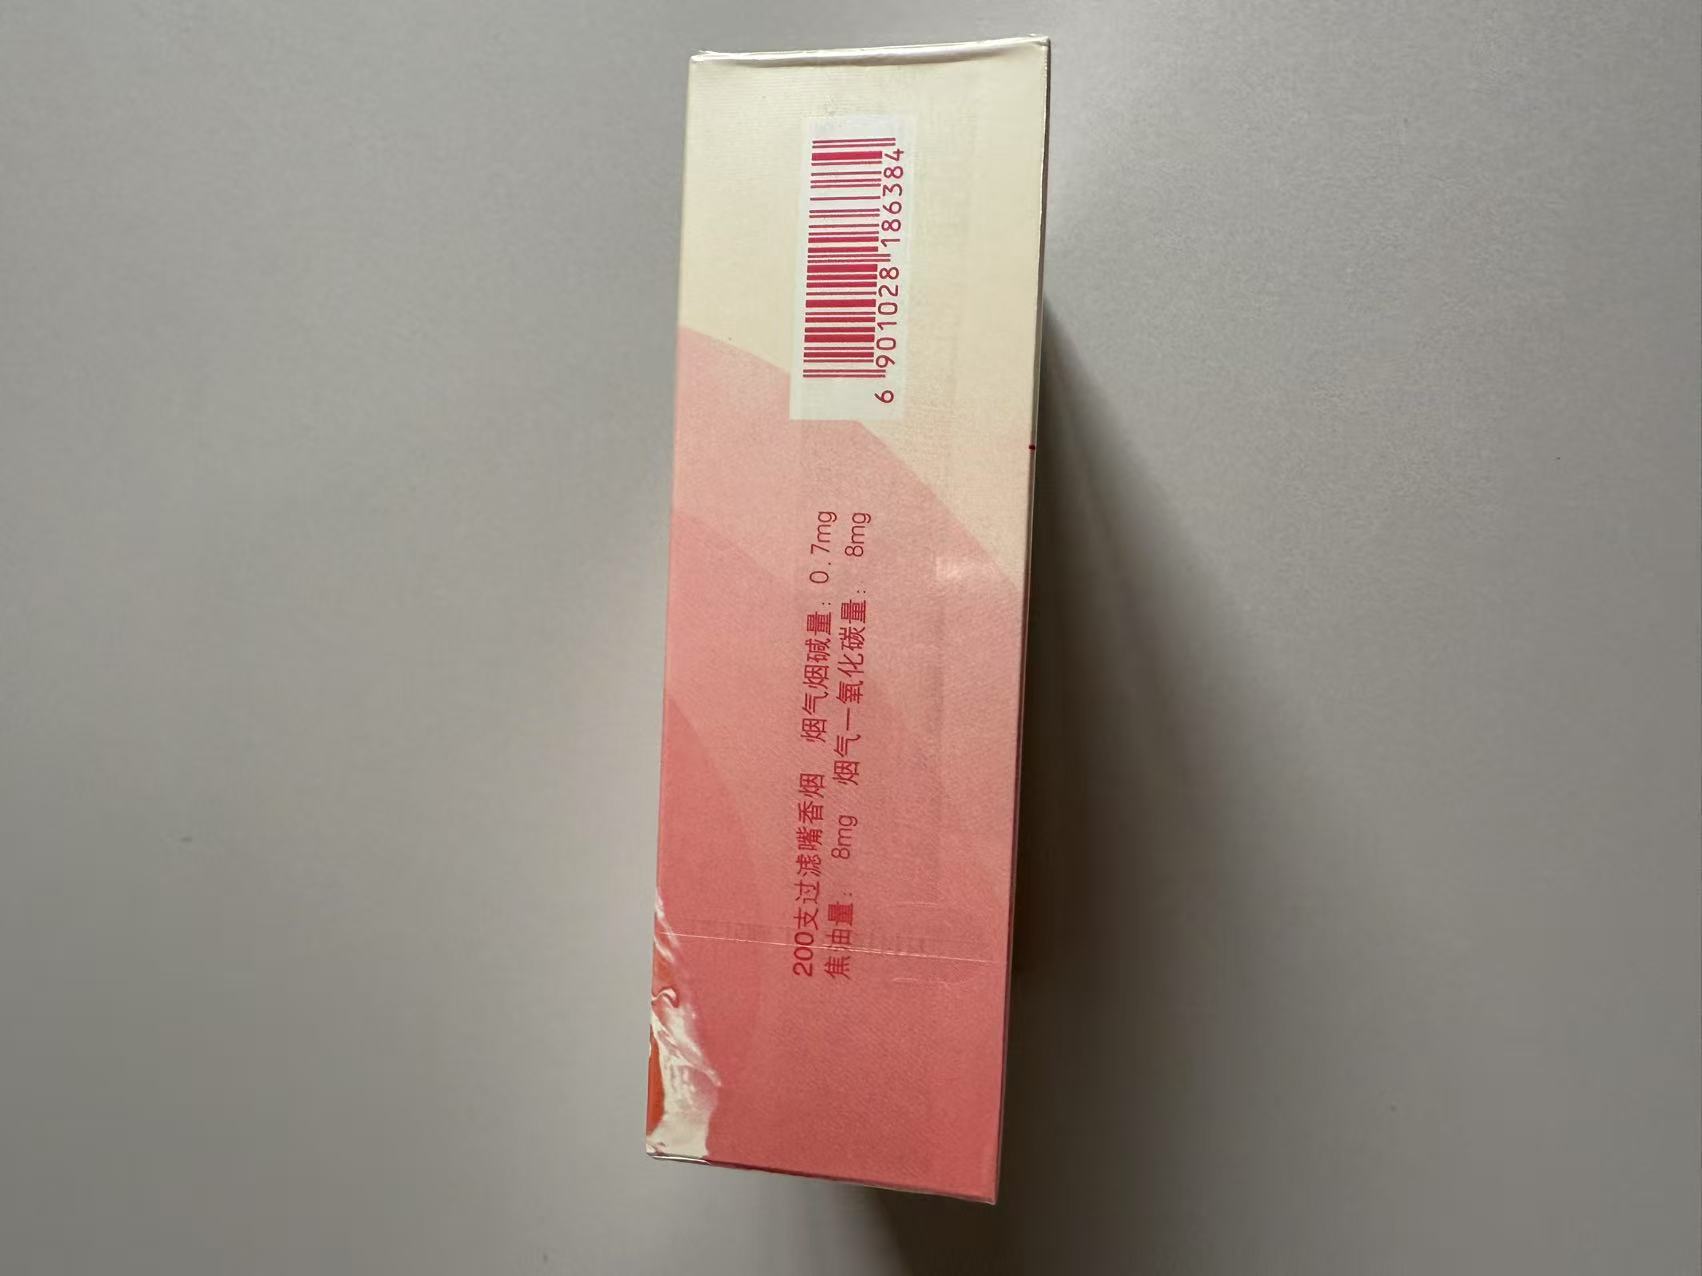 200支过滤嘴香烟 烟气烟碱量: 0.7mg
焦油量: 8mg 烟气一氧化碳量: 8mg
6 901028 186384